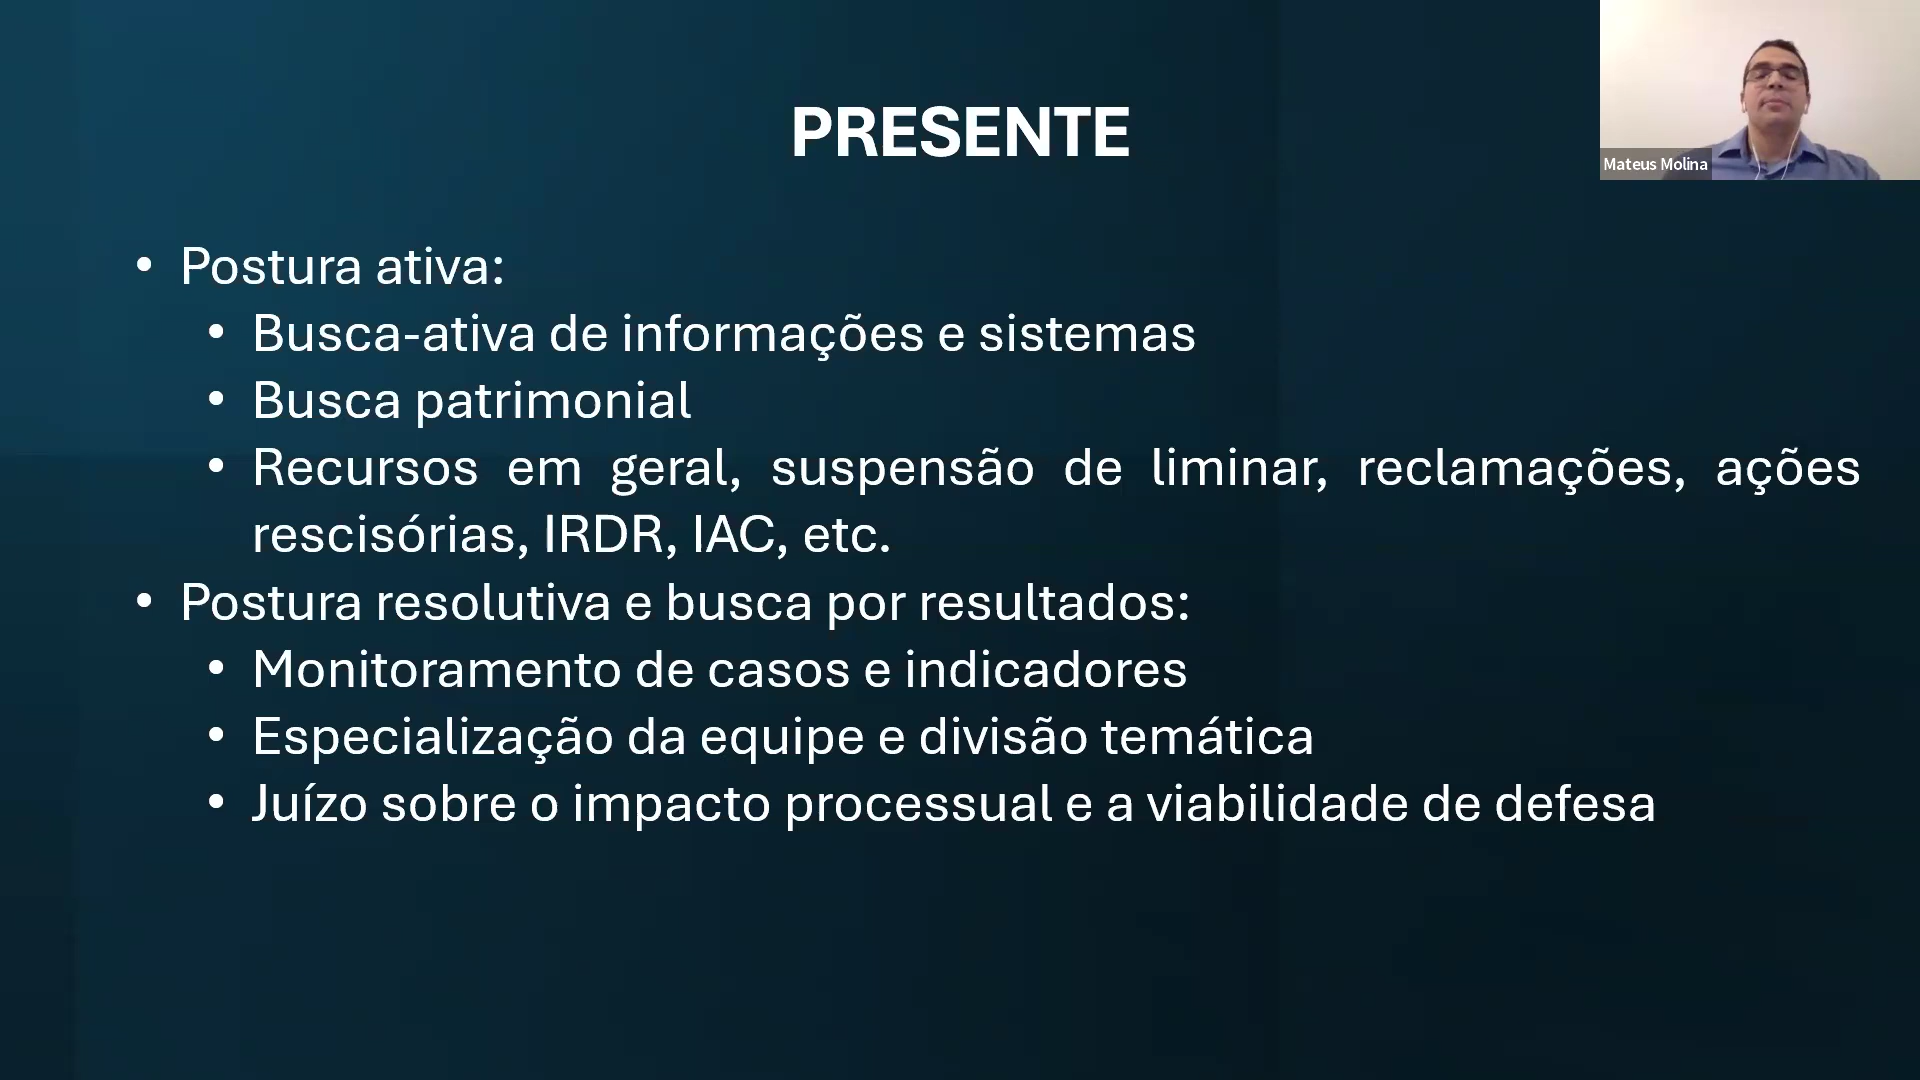 PRESENTE
Mateus Molina
• Postura ativa:
• Busca-ativa de informações e sistemas
• Busca patrimonial
• Recursos em geral, suspensão de liminar, reclamações, ações
rescisórias, IRDR, IAC, etc.
• Postura resolutiva e busca por resultados:
• Monitoramento de casos e indicadores
• Especialização da equipe e divisão temática
• Juízo sobre o impacto processual e a viabilidade de defesa